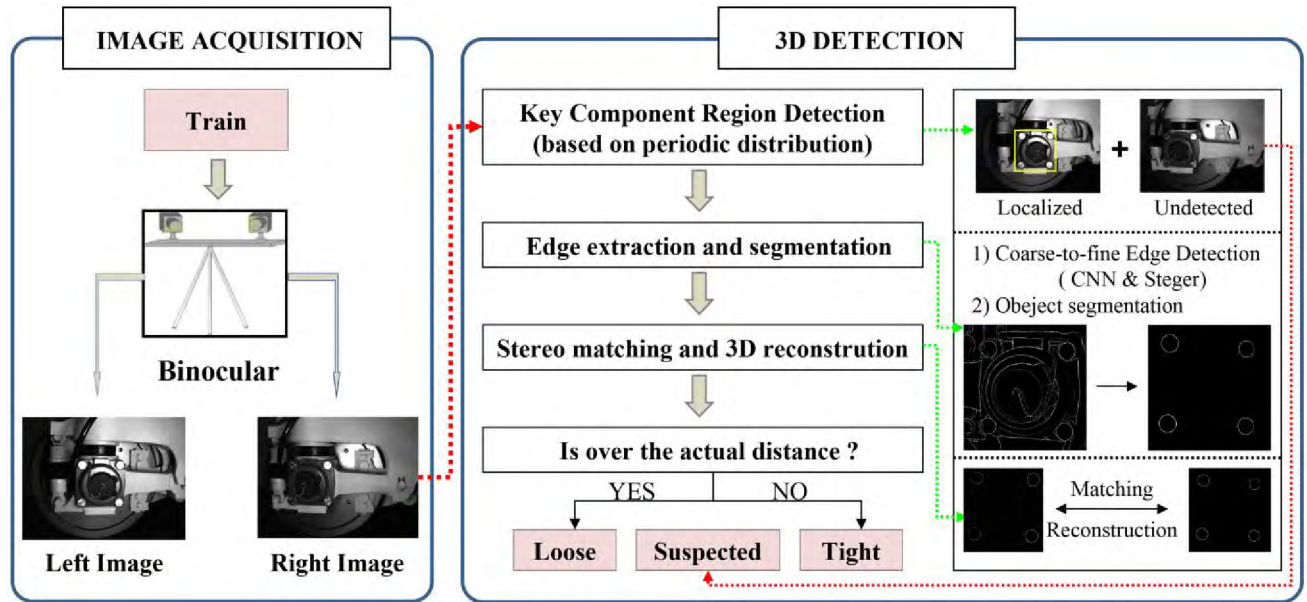 IMAGE ACQUISITION
Train
Binocular
Left Image
Right Image
3D DETECTION
Key Component Region Detection
(based on periodic distribution)
Edge extraction and segmentation
Stereo matching and 3D reconstrution
Is over the actual distance ?
YES
NO
Loose
Suspected
Tight
+
Localized
Undetected
1) Coarse-to-fine Edge Detection
( CNN & Steger)
2) Obeject segmentation
Matching
Reconstruction